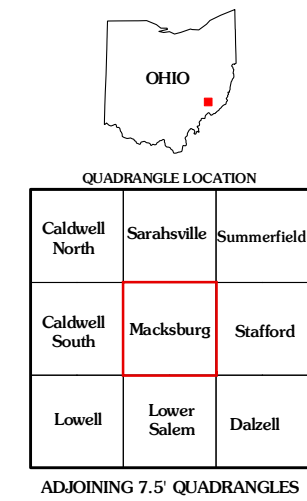 OHIO
QUADRANGLE LOCATION
Caldwell North
Sarahsville
Summerfield
Caldwell South
Macksburg
Stafford
Lowell
Lower Salem
Dalzell
ADJOINING 7.5' QUADRANGLES